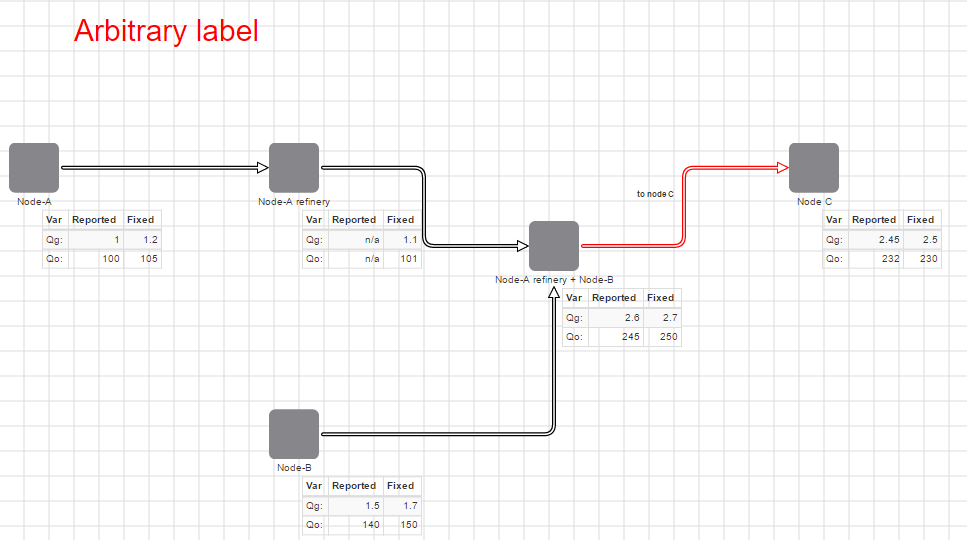 Arbitrary label
Node-A
Var Reported Fixed
Qg: 1 1.2
Qo: 100 105
Node-A refinery
Var Reported Fixed
Qg: n/a 1.1
Qo: n/a 101
to node C
Node C
Var Reported Fixed
Qg: 2.45 2.5
Qo: 232 230
Node-A refinery + Node-B
Var Reported Fixed
Qg: 2.6 2.7
Qo: 245 250
Node-B
Var Reported Fixed
Qg: 1.5 1.7
Qo: 140 150